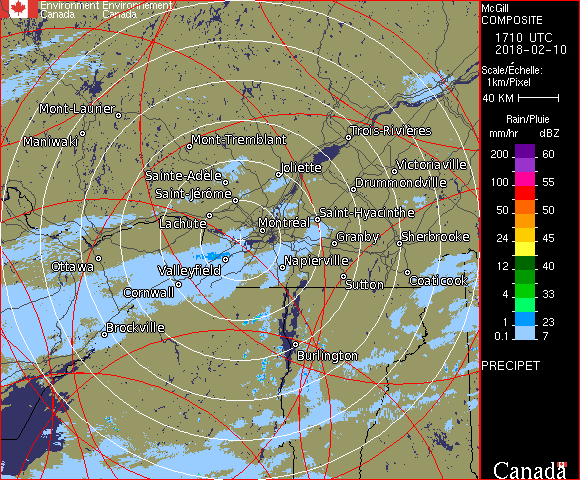 Environment Environnement
Canada Canada
McGill
COMPOSITE
1710 UTC
2018-02-10
Scale/Échelle:
1km/Pixel
40 KM
Rain/Pluie
mm/hr dBZ
200 60
100 55
50 50
24 45
12 40
4 33
1 23
0.1 7
PRECIPET
Canada
Mont-Laurier
Maniwaki
Mont-Tremblant
Trois-Rivières
Sainte-Adèle
Joliette
Victoriaville
Saint-Jérôme
Drummondville
Lachute
Montréal
Saint-Hyacinthe
Granby
Sherbrooke
Ottawa
Valleyfield
Napierville
Cornwall
Sutton
Coaticook
Brockville
Burlington